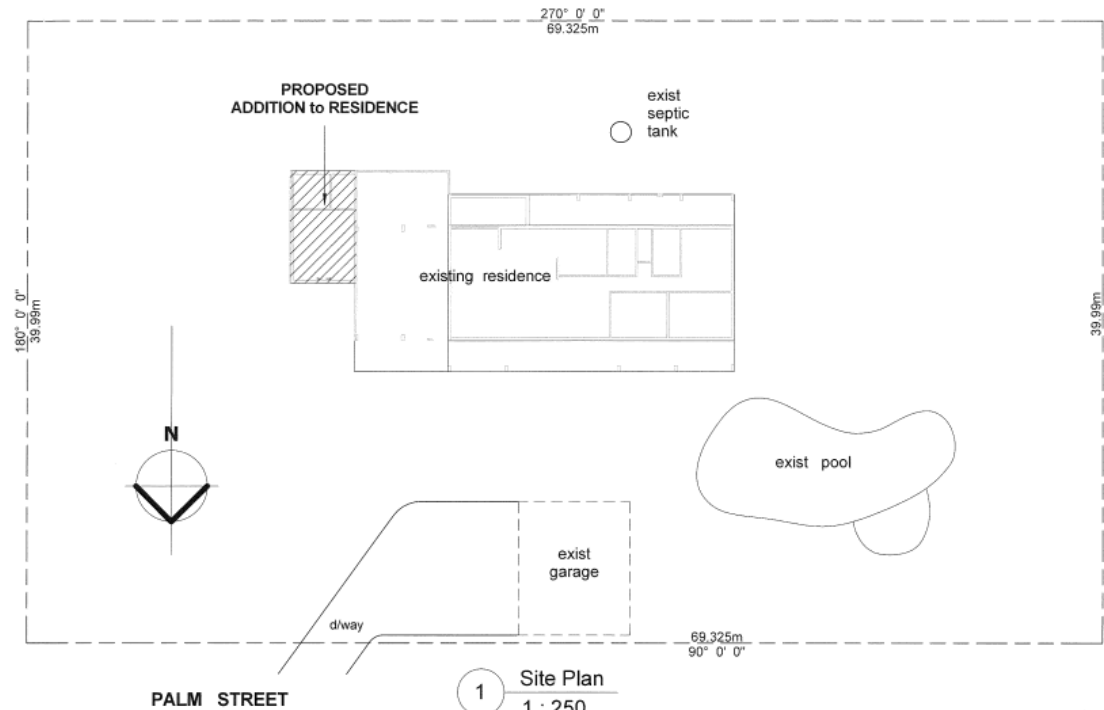 270° 0' 0"
69.325m
PROPOSED
ADDITION to RESIDENCE
exist
septic
tank
existing residence
180° 0' 0"
39.99m
39.99m
N
exist pool
exist
garage
d/way
69.325m
90° 0' 0"
PALM STREET
1
Site Plan
1 : 250